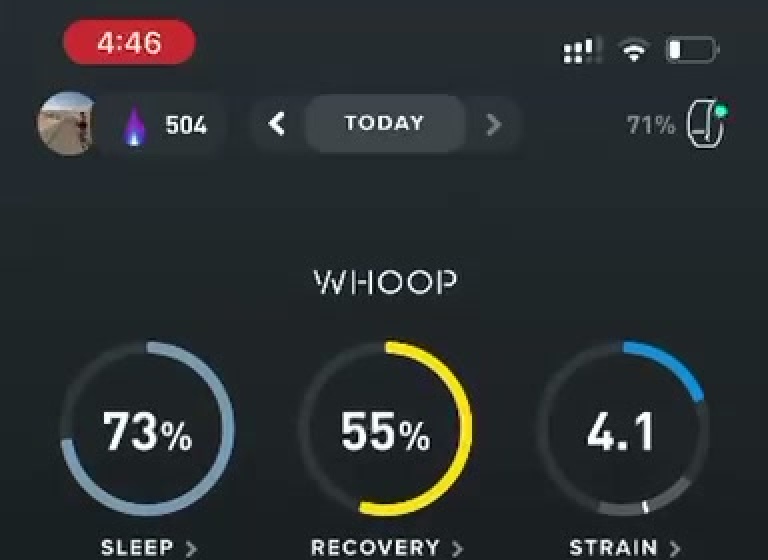 4:46
504
TODAY
71%
WHOOP
73% 55% 4.1
SLEEP RECOVERY STRAIN